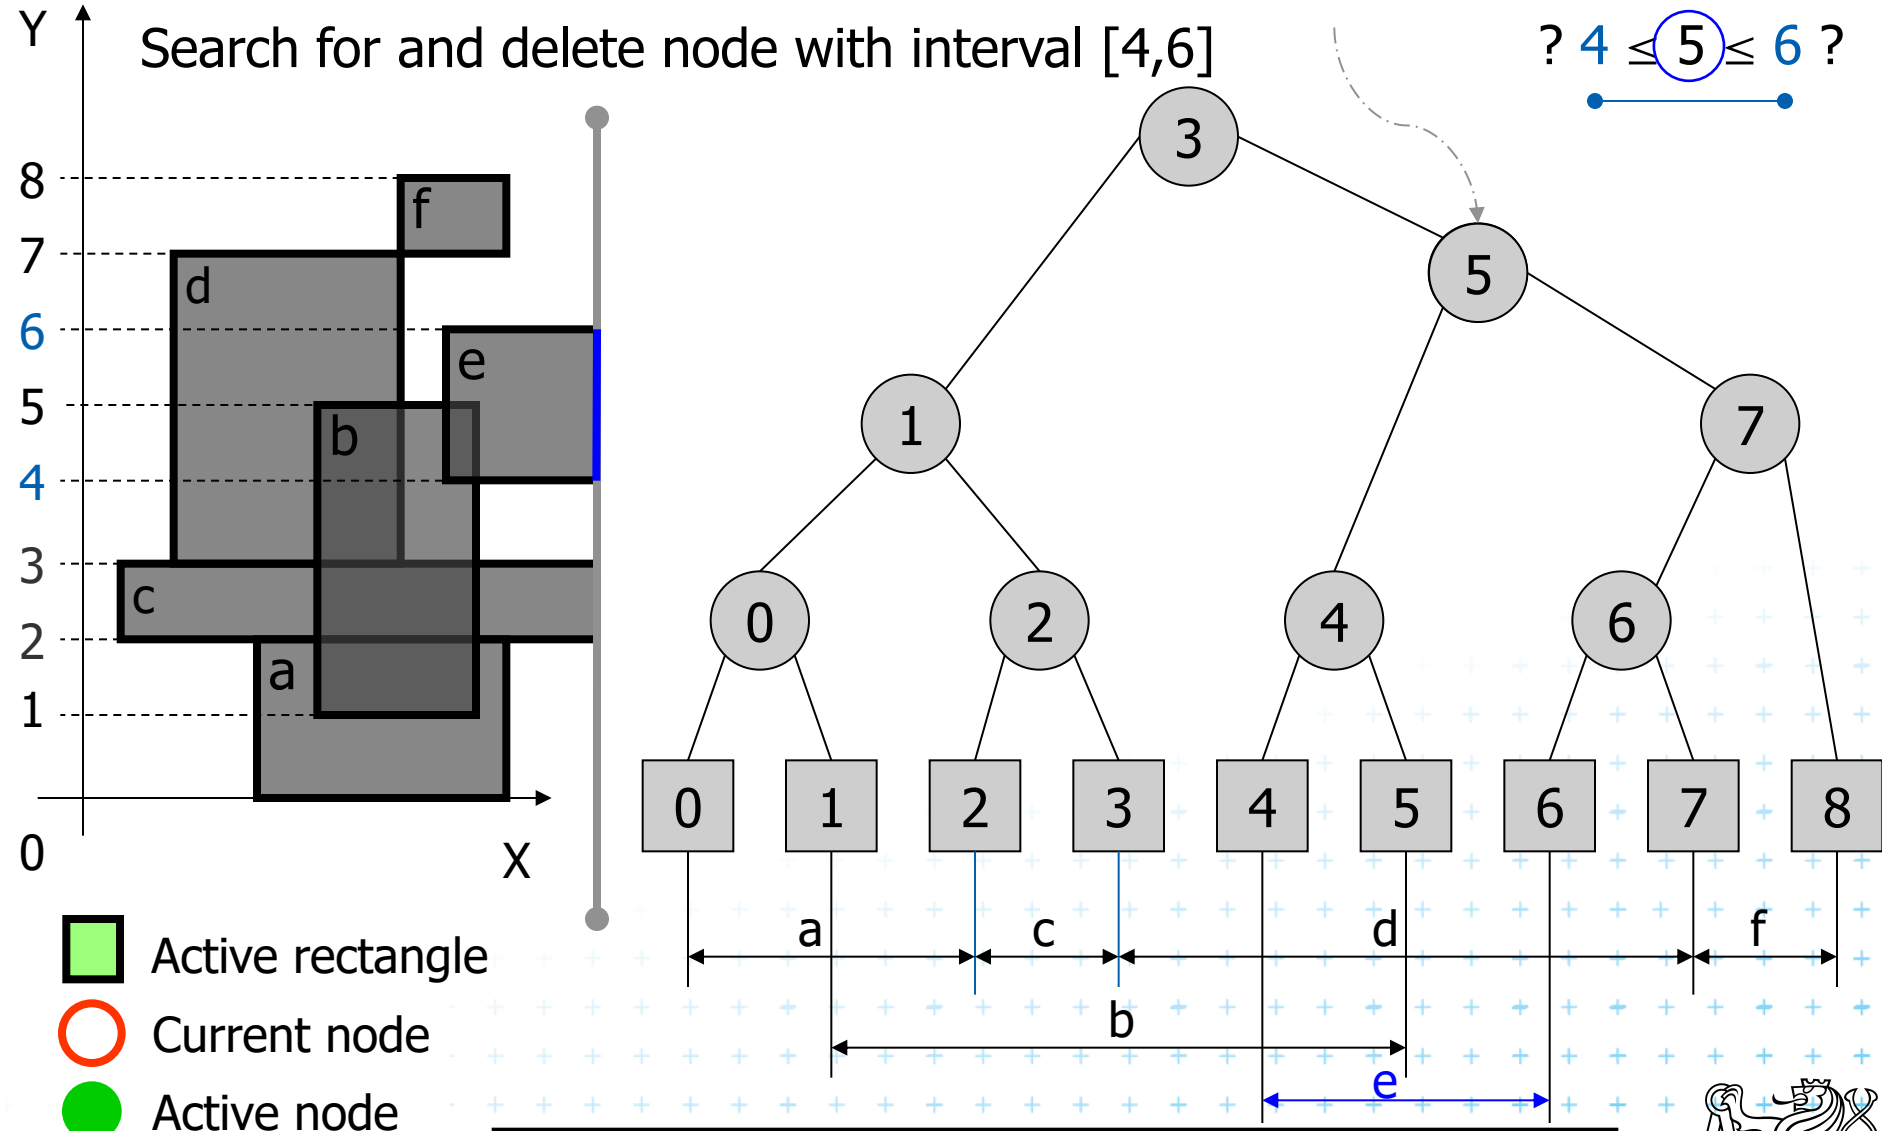 Y
Search for and delete node with interval [4,6]
? 4 ≤ 5 ≤ 6 ?
3
8
f
7
d
5
6
e
5
b
1
7
4
3
c
0
2
4
6
2
a
1
0
1
2
3
4
5
6
7
8
0
X
a
c
d
f
Active rectangle
b
Current node
e
Active node